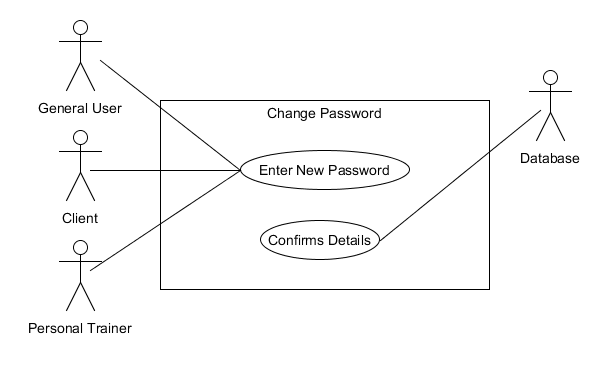 General User
Change Password
Database
Enter New Password
Client
Confirms Details
Personal Trainer